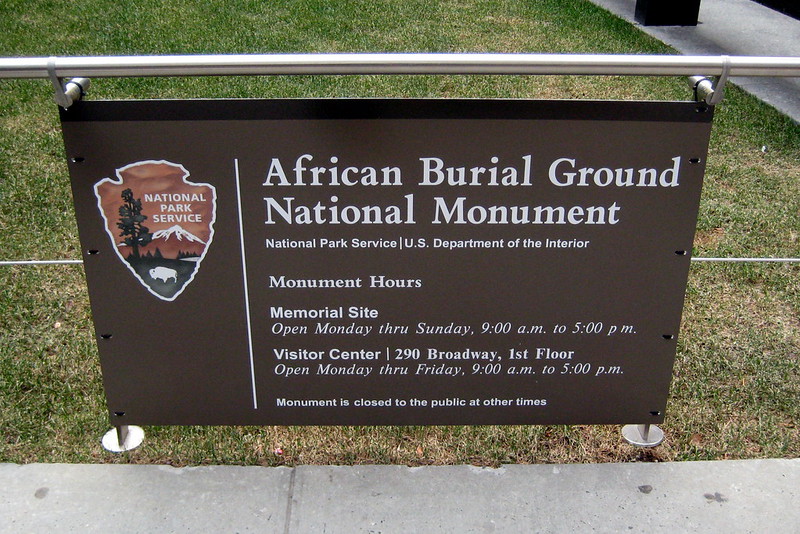 NATIONAL
PARK
SERVICE
African Burial Ground
National Monument
National Park Service | U.S. Department of the Interior
Monument Hours
Memorial Site
Open Monday thru Sunday, 9:00 a.m. to 5:00 p m.
Visitor Center | 290 Broadway, 1st Floor
Open Monday thru Friday, 9:00 a.m. to 5:00 p.m.
Monument is closed to the public at other times